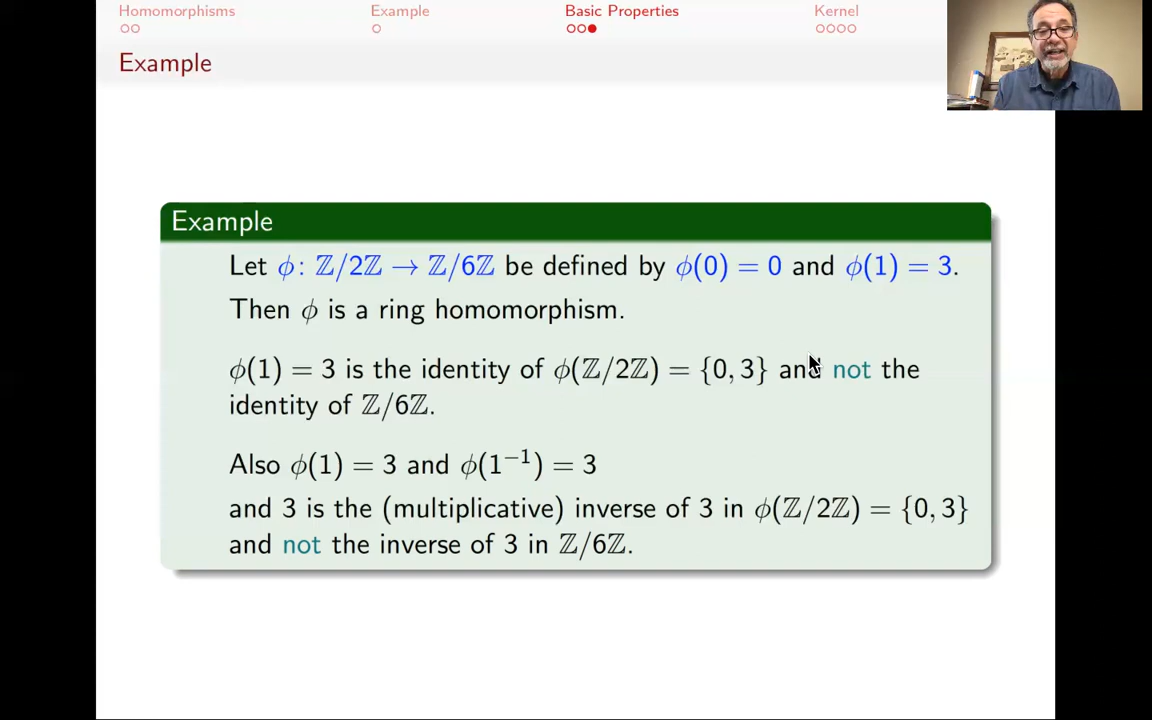 Homomorphisms Example Basic Properties Kernel
Example
Example
Let ϕ: ℤ/2ℤ → ℤ/6ℤ be defined by ϕ(0) = 0 and ϕ(1) = 3.
Then ϕ is a ring homomorphism.
ϕ(1) = 3 is the identity of ϕ(ℤ/2ℤ) = {0, 3} and not the
identity of ℤ/6ℤ.
Also ϕ(1) = 3 and ϕ(1⁻¹) = 3
and 3 is the (multiplicative) inverse of 3 in ϕ(ℤ/2ℤ) = {0, 3}
and not the inverse of 3 in ℤ/6ℤ.